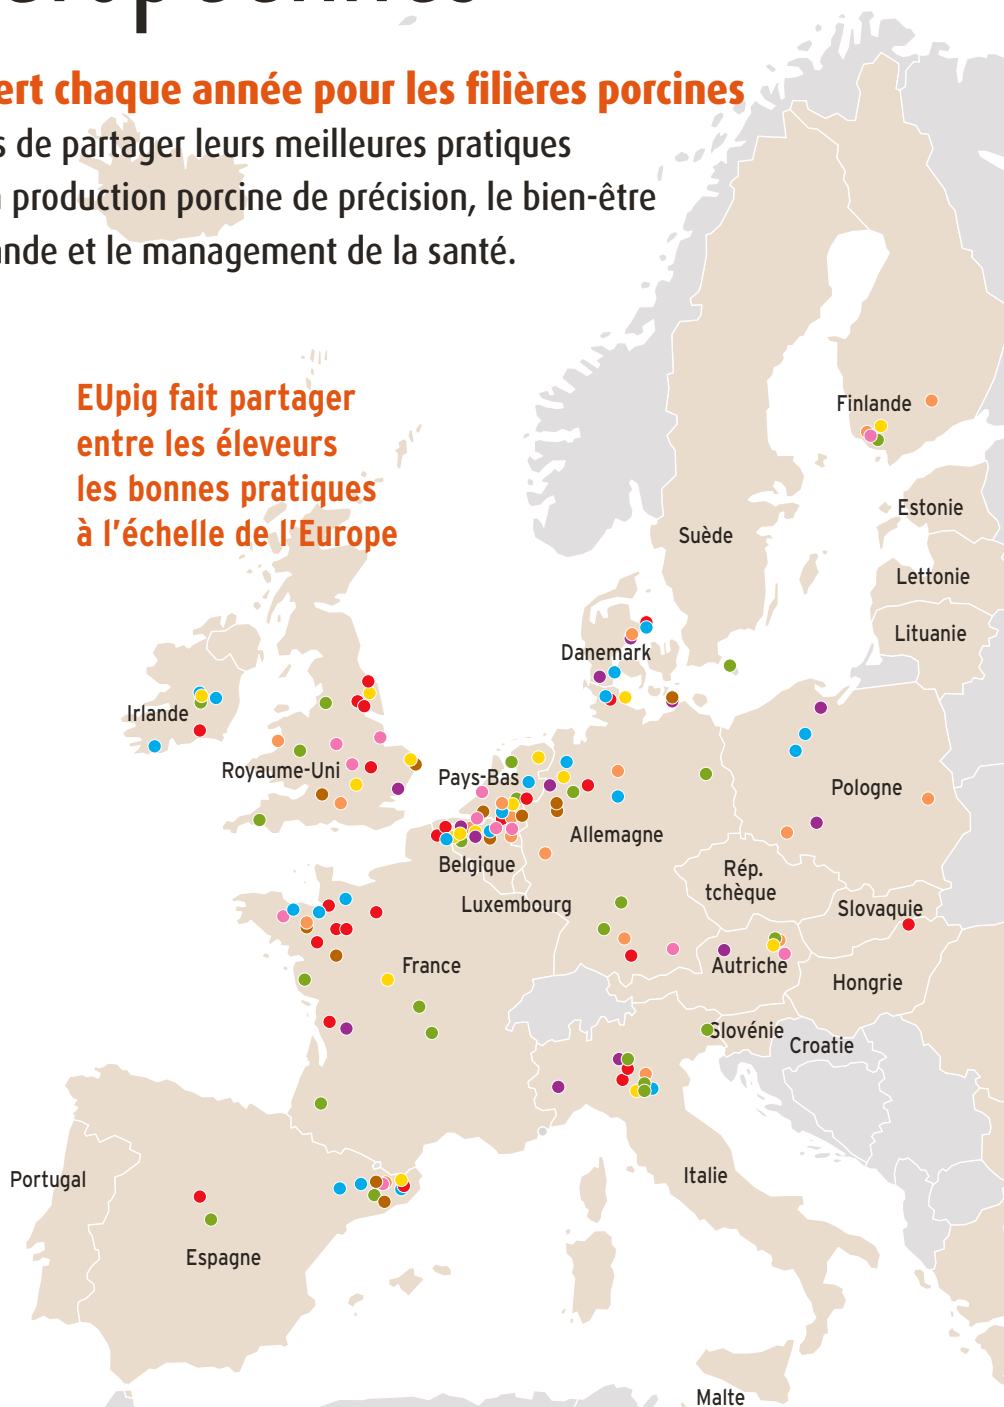 ert chaque année pour les filières porcines
s de partager leurs meilleures pratiques
production porcine de précision, le bien-être
nde et le management de la santé.
EUpig fait partager
entre les éleveurs
les bonnes pratiques
à l’échelle de l’Europe
Finlande
Estonie
Suède
Lettonie
Lituanie
Danemark
Irlande
Royaume-Uni
Pays-Bas
Pologne
Allemagne
Belgique
Rép.
tchèque
Luxembourg
Slovaquie
France
Autriche
Hongrie
Slovénie
Croatie
Portugal
Italie
Espagne
Malte